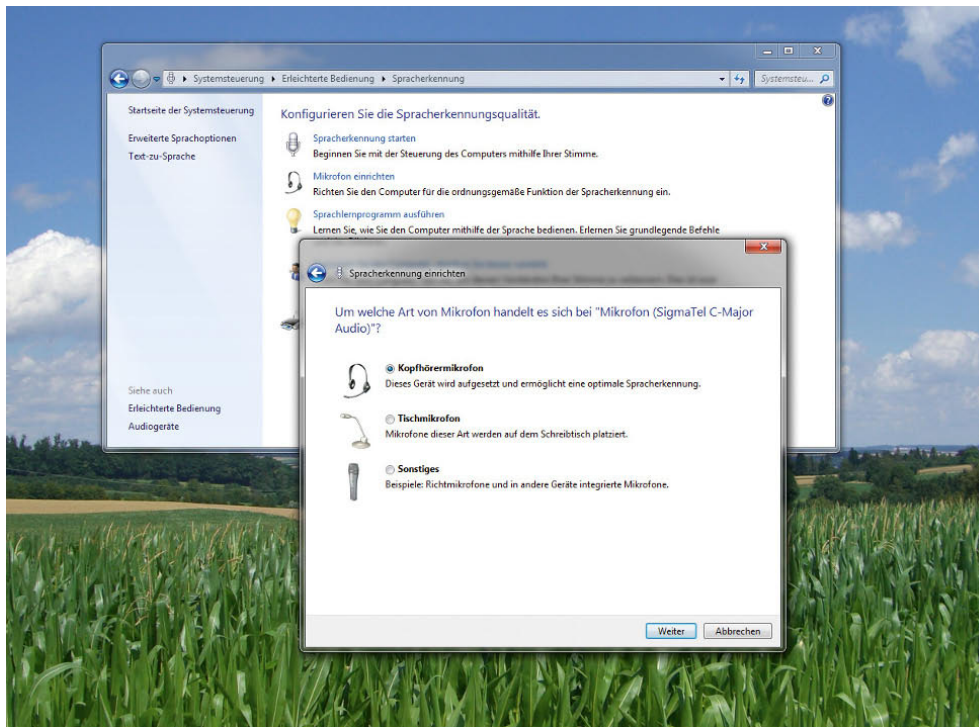 Systemsteuerung ▸ Erleichterte Bedienung ▸ Spracherkennung
Systemsteu...
Startseite der Systemsteuerung
Erweiterte Sprachoptionen
Text-zu-Sprache
Konfigurieren Sie die Spracherkennungsqualität.
Spracherkennung starten
Beginnen Sie mit der Steuerung des Computers mithilfe Ihrer Stimme.
Mikrofon einrichten
Richten Sie den Computer für die ordnungsgemäße Funktion der Spracherkennung ein.
Sprachlernprogramm ausführen
Lernen Sie, wie Sie den Computer mithilfe der Sprache bedienen. Erlernen Sie grundlegende Befehle
Siehe auch
Erleichterte Bedienung
Audiogeräte
Spracherkennung einrichten
Um welche Art von Mikrofon handelt es sich bei "Mikrofon (SigmaTel C-Major
Audio)"?
Kopfhörermikrofon
Dieses Gerät wird aufgesetzt und ermöglicht eine optimale Spracherkennung.
Tischmikrofon
Mikrofone dieser Art werden auf dem Schreibtisch platziert.
Sonstiges
Beispiele: Richtmikrofone und in andere Geräte integrierte Mikrofone.
Weiter
Abbrechen